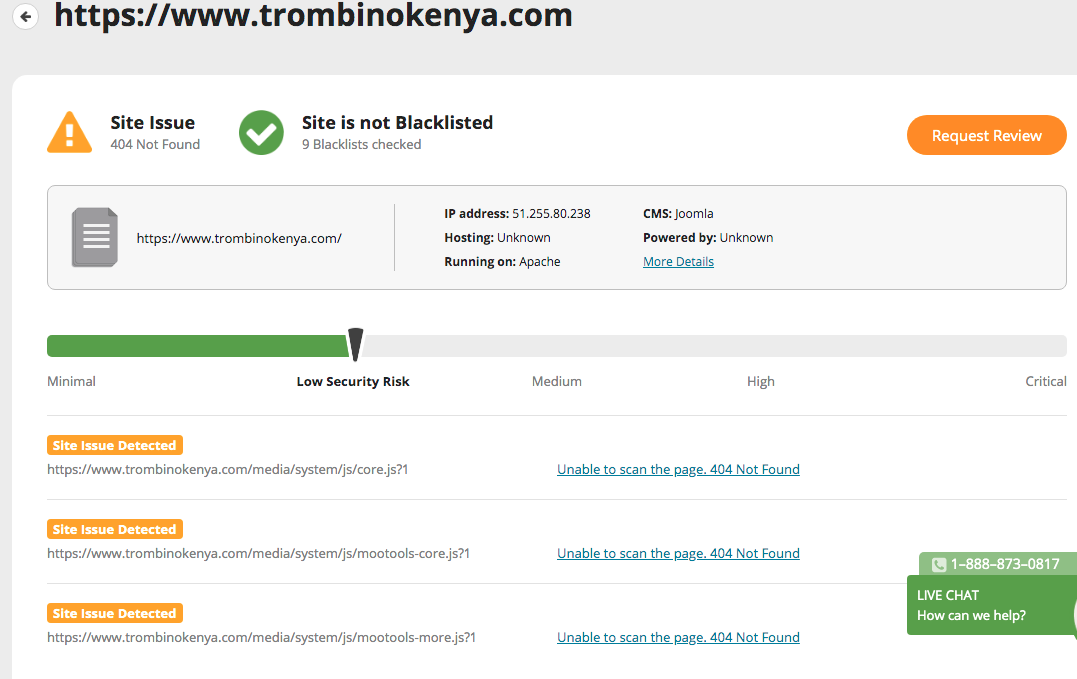 https://www.trombinokenya.com
Site Issue
404 Not Found
Site is not Blacklisted
9 Blacklists checked
Request Review
https://www.trombinokenya.com/
IP address: 51.255.80.238
Hosting: Unknown
Running on: Apache
CMS: Joomla
Powered by: Unknown
More Details
Minimal
Low Security Risk
Medium
High
Critical
Site Issue Detected
https://www.trombinokenya.com/media/system/js/core.js?1
Unable to scan the page. 404 Not Found
Site Issue Detected
https://www.trombinokenya.com/media/system/js/mootools-core.js?1
Unable to scan the page. 404 Not Found
Site Issue Detected
https://www.trombinokenya.com/media/system/js/mootools-more.js?1
Unable to scan the page. 404 Not Found
1–888–873–0817
LIVE CHAT
How can we help?